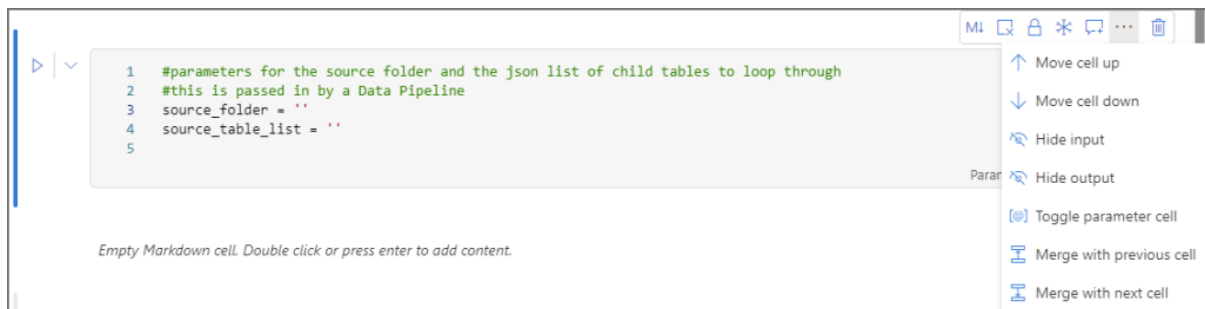 M↓
1 #parameters for the source folder and the json list of child tables to loop through
2 #this is passed in by a Data Pipeline
3 source_folder = ''
4 source_table_list = ''
5
Param
Empty Markdown cell. Double click or press enter to add content.
Move cell up
Move cell down
Hide input
Hide output
[@] Toggle parameter cell
Merge with previous cell
Merge with next cell